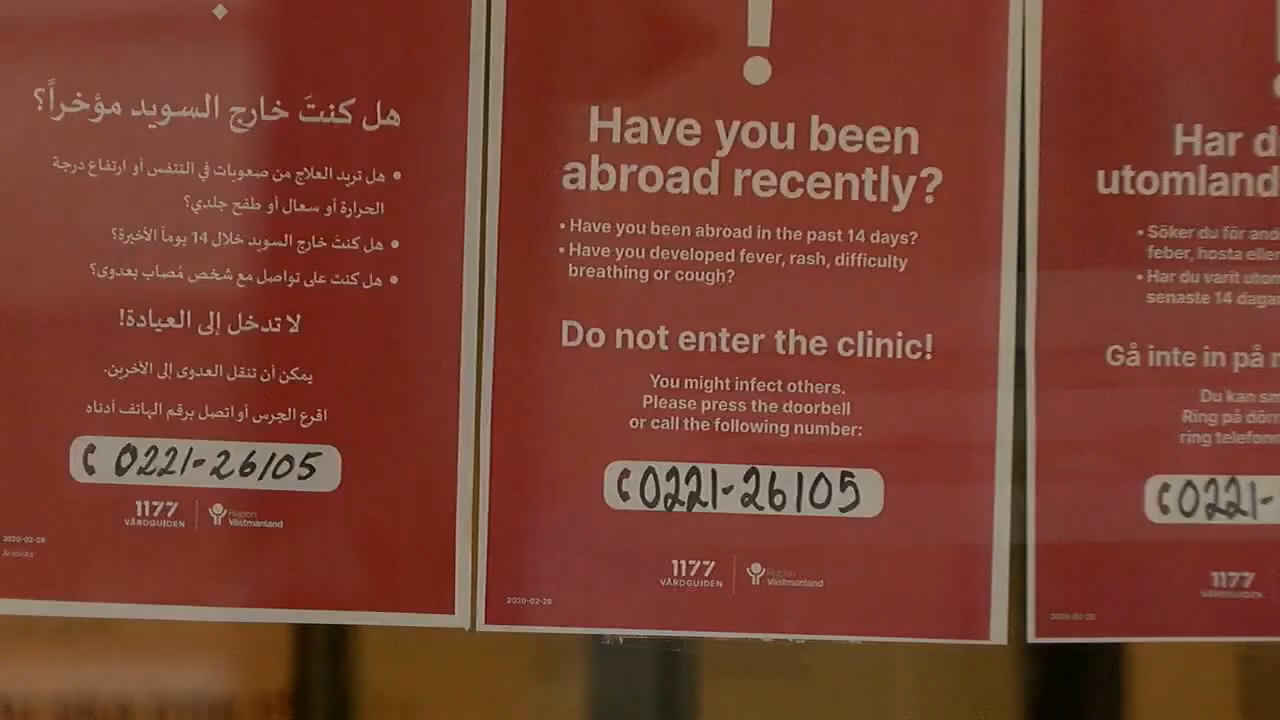 هل كنتَ خارج السويد مؤخراً؟
• هل تريد العلاج من صعوبات في التنفس أو ارتفاع درجة
الحرارة أو سعال أو طفح جلدي؟
• هل كنتَ خارج السويد خلال 14 يوماً الأخيرة؟
• هل كنت على تواصل مع شخص مُصاب بعدوى؟
لا تدخل إلى العيادة!
يمكن أن تنقل العدوى إلى الآخرين.
اقرع الجرس أو اتصل برقم الهاتف أدناه
0221-26105
1177
VÅRDGUIDEN
Region
Västmanland
2020-02-28
Arabiska
!
Have you been
abroad recently?
• Have you been abroad in the past 14 days?
• Have you developed fever, rash, difficulty
breathing or cough?
Do not enter the clinic!
You might infect others.
Please press the doorbell
or call the following number:
0221-26105
1177
VÅRDGUIDEN
Region
Västmanland
2020-02-28
Har d
utomland
• Söker du för and
feber, hosta eller
• Har du varit utom
senaste 14 daga
Gå inte in på m
Du kan sm
Ring på dörr
ring telefonn
0221-
1177
VÅRDGUIDEN